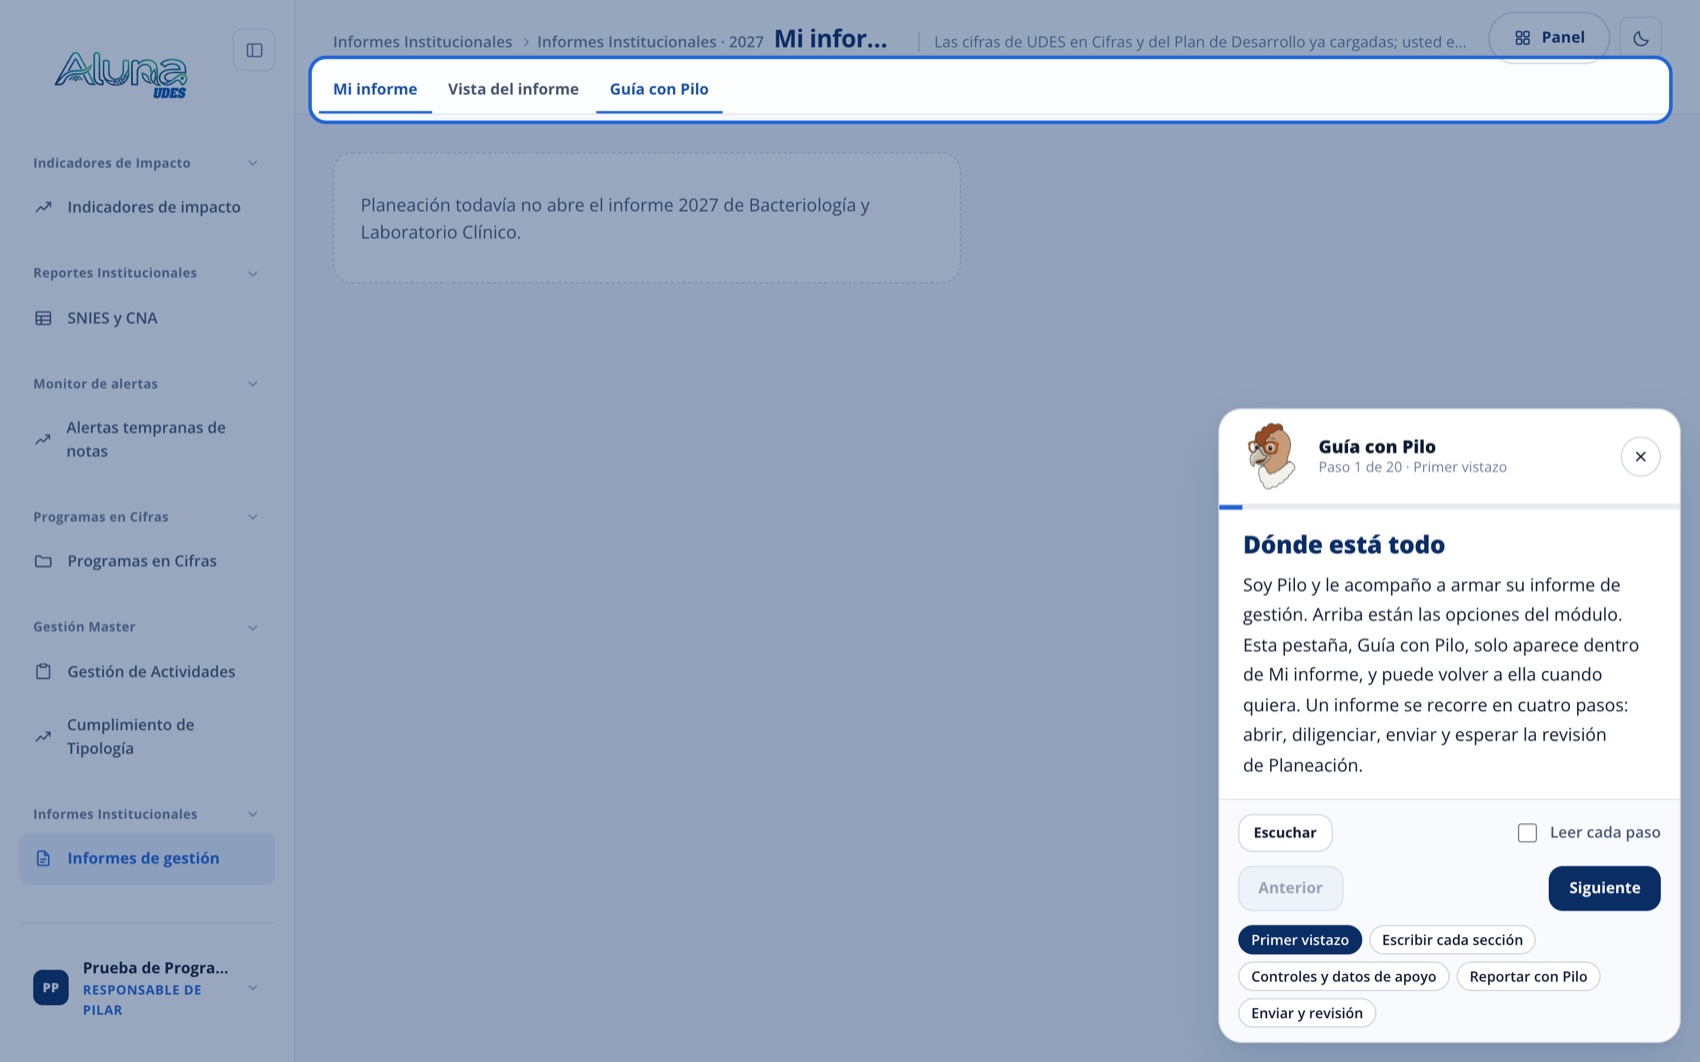 Aluna
UDES
Indicadores de Impacto
Indicadores de impacto
Reportes Institucionales
SNIES y CNA
Monitor de alertas
Alertas tempranas de
notas
Programas en Cifras
Programas en Cifras
Gestión Master
Gestión de Actividades
Cumplimiento de
Tipología
Informes Institucionales
Informes de gestión
PP
Prueba de Progra...
RESPONSABLE DE
PILAR
Informes Institucionales > Informes Institucionales · 2027 Mi infor... | Las cifras de UDES en Cifras y del Plan de Desarrollo ya cargadas; usted e... Panel
Mi informe Vista del informe Guía con Pilo
Planeación todavía no abre el informe 2027 de Bacteriología y
Laboratorio Clínico.
Guía con Pilo
Paso 1 de 20 · Primer vistazo
Dónde está todo
Soy Pilo y le acompaño a armar su informe de
gestión. Arriba están las opciones del módulo.
Esta pestaña, Guía con Pilo, solo aparece dentro
de Mi informe, y puede volver a ella cuando
quiera. Un informe se recorre en cuatro pasos:
abrir, diligenciar, enviar y esperar la revisión
de Planeación.
Escuchar Leer cada paso
Anterior Siguiente
Primer vistazo Escribir cada sección
Controles y datos de apoyo Reportar con Pilo
Enviar y revisión